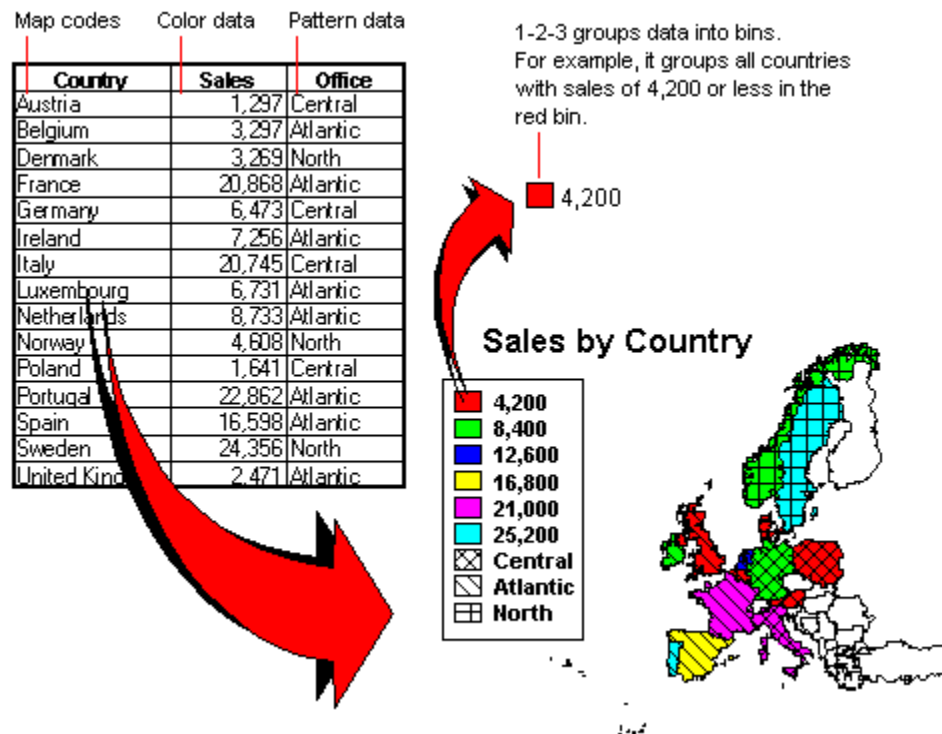 Map codes Color data Pattern data
Country Sales Office
Austria 1,297 Central
Belgium 3,297 Atlantic
Denmark 3,269 North
France 20,868 Atlantic
Germany 6,473 Central
Ireland 7,256 Atlantic
Italy 20,745 Central
Luxembourg 6,731 Atlantic
Netherlands 8,733 Atlantic
Norway 4,608 North
Poland 1,641 Central
Portugal 22,862 Atlantic
Spain 16,598 Atlantic
Sweden 24,356 North
United King 2,471 Atlantic
1-2-3 groups data into bins.
For example, it groups all countries
with sales of 4,200 or less in the
red bin.
4,200
Sales by Country
4,200
8,400
12,600
16,800
21,000
25,200
Central
Atlantic
North